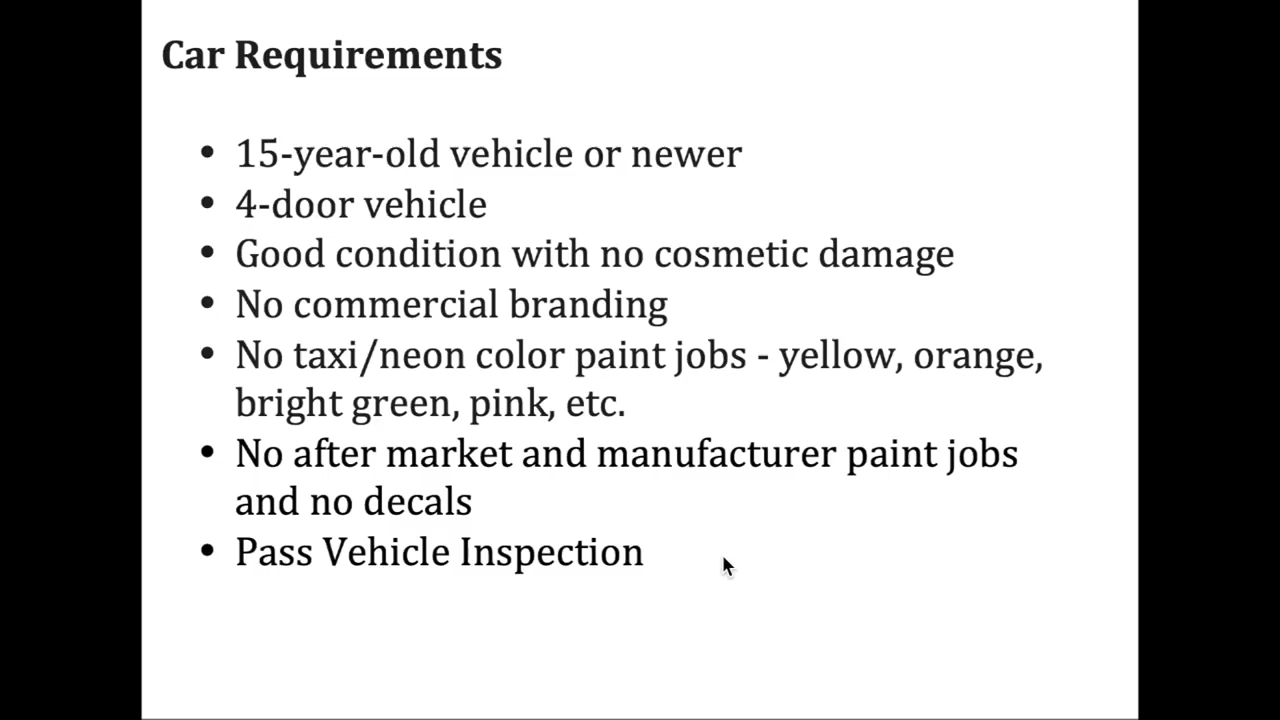 Car Requirements
• 15-year-old vehicle or newer
• 4-door vehicle
• Good condition with no cosmetic damage
• No commercial branding
• No taxi/neon color paint jobs - yellow, orange,
bright green, pink, etc.
• No after market and manufacturer paint jobs
and no decals
• Pass Vehicle Inspection